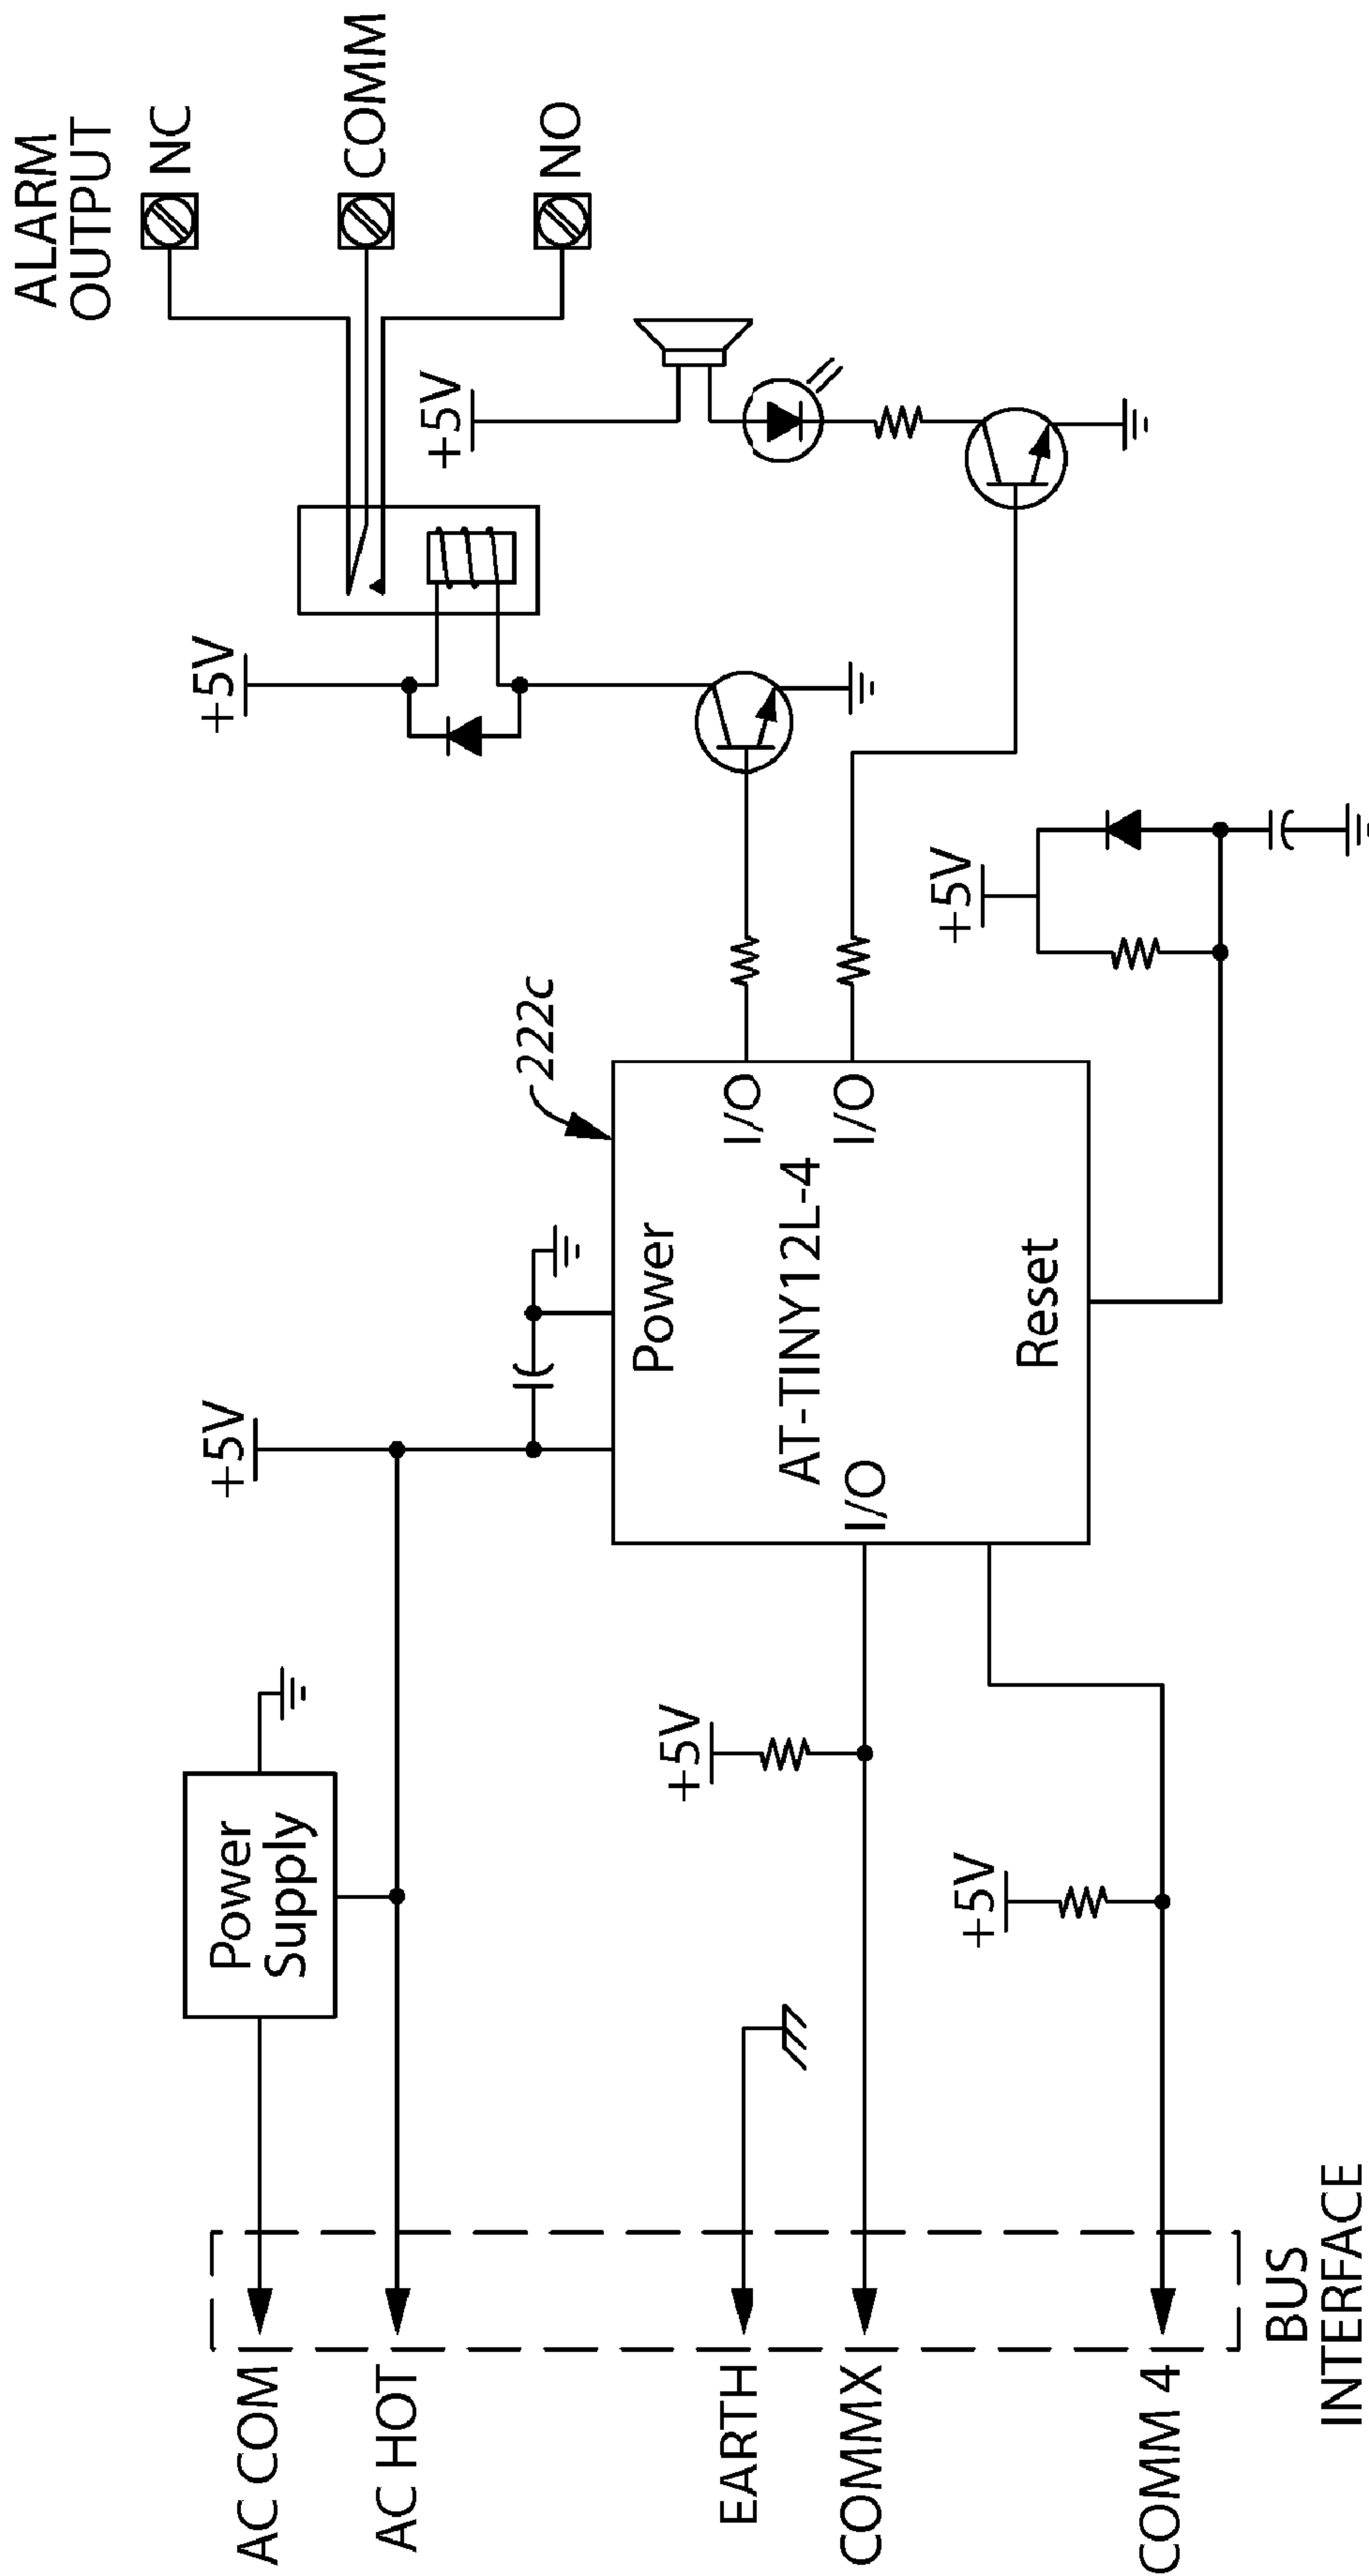 ALARM
OUTPUT
NC
COMM
NO
+5V
+5V
+5V
222c
I/O
I/O
Power
AT-TINY12L-4
Reset
I/O
+5V
Power
Supply
+5V
+5V
AC COM
AC HOT
EARTH
COMMX
COMM 4
BUS
INTERFACE